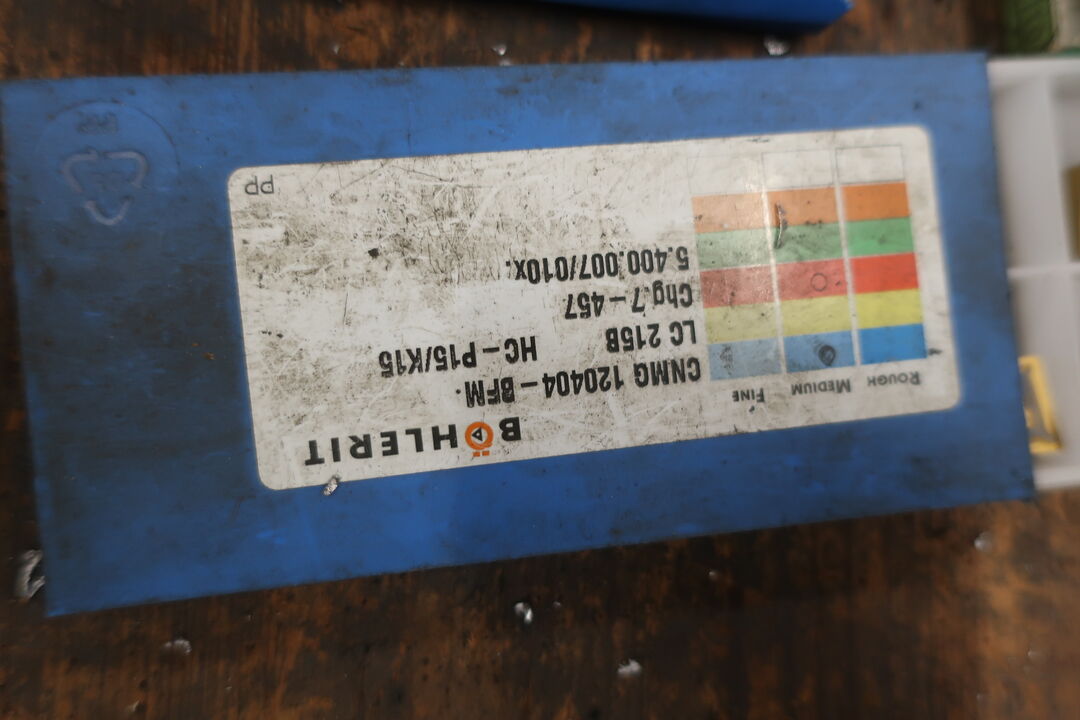 BÖHLERIT
CNMG 120404-BFM.
LC 215B HC-P15/K15
Chg.7-457
5.400.007/010x.
FINE MEDIUM ROUGH
PP
PP